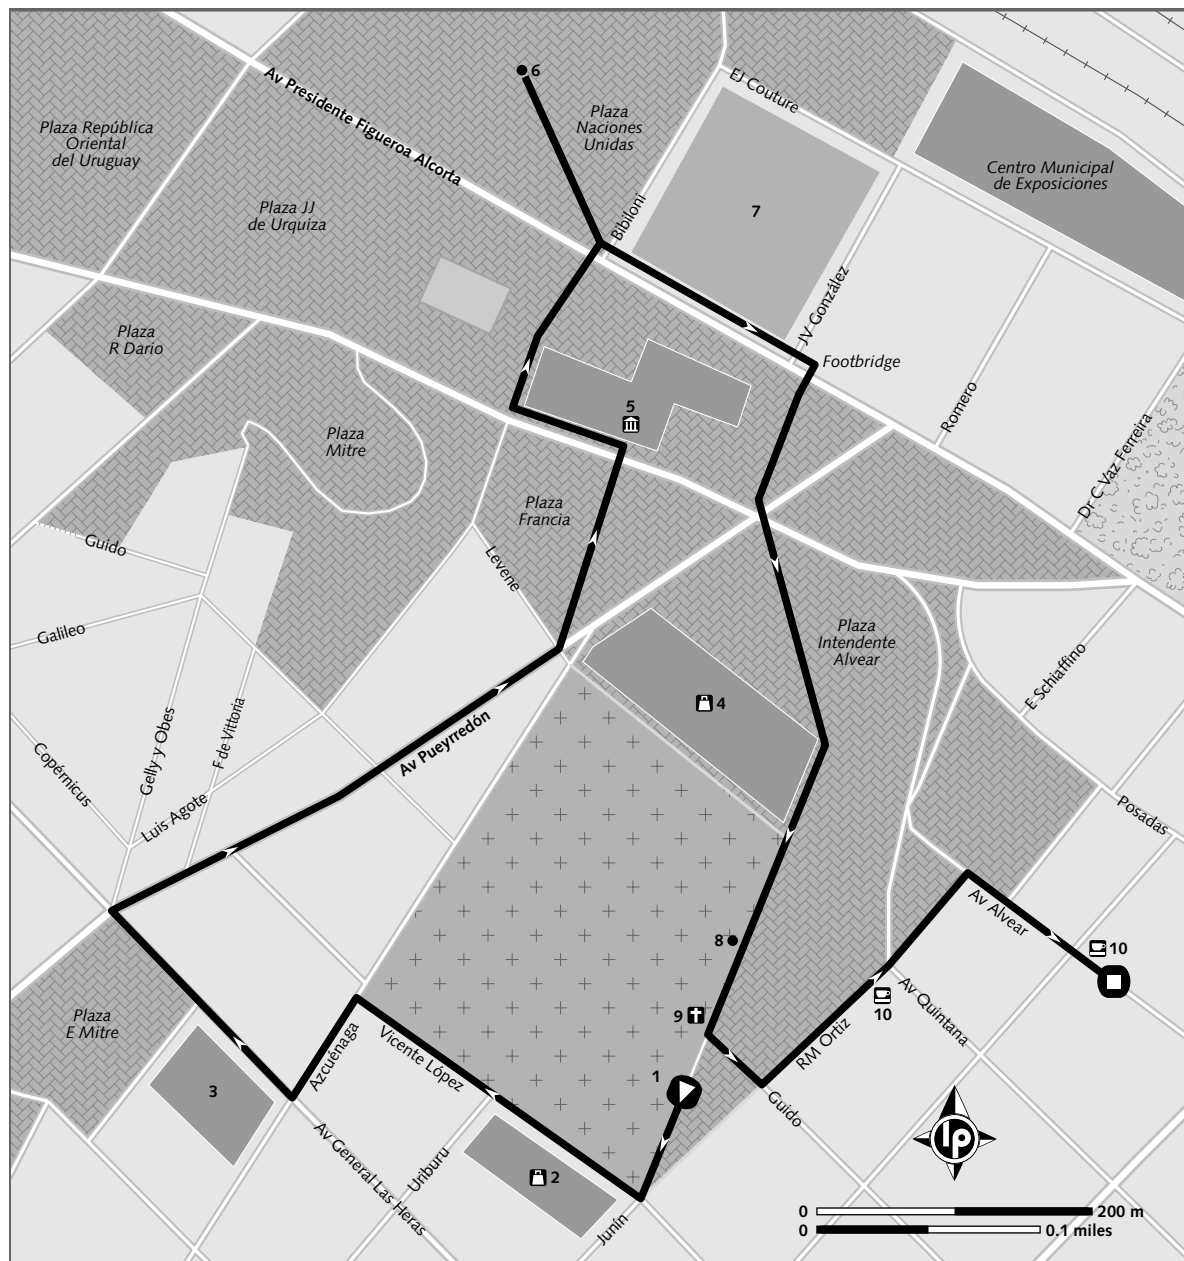 6
EJ Couture
Av Presidente Figueroa Alcorta
Plaza
Naciones
Unidas
Plaza República
Oriental
del Uruguay
Centro Municipal
de Exposiciones
Plaza JJ
de Urquiza
7
Bibiloni
JV González
Plaza
R Dario
Footbridge
Romero
5
Plaza
Mitre
Dr C Vaz Ferreira
Plaza
Francia
Guido
Levene
Galileo
Plaza
Intendente
Alvear
E Schiaffino
4
Gelly y Obes
F de Vittoria
Av Pueyrredón
Copérnicus
Luis Agote
Posadas
Av Alvear
8
10
Plaza
E Mitre
9
10
Av Quintana
RM Ortiz
Azcuénaga
Vicente López
1
3
Guido
Av General Las Heras
Uriburu
2
Junín
lp
0
200 m
0
0.1 miles